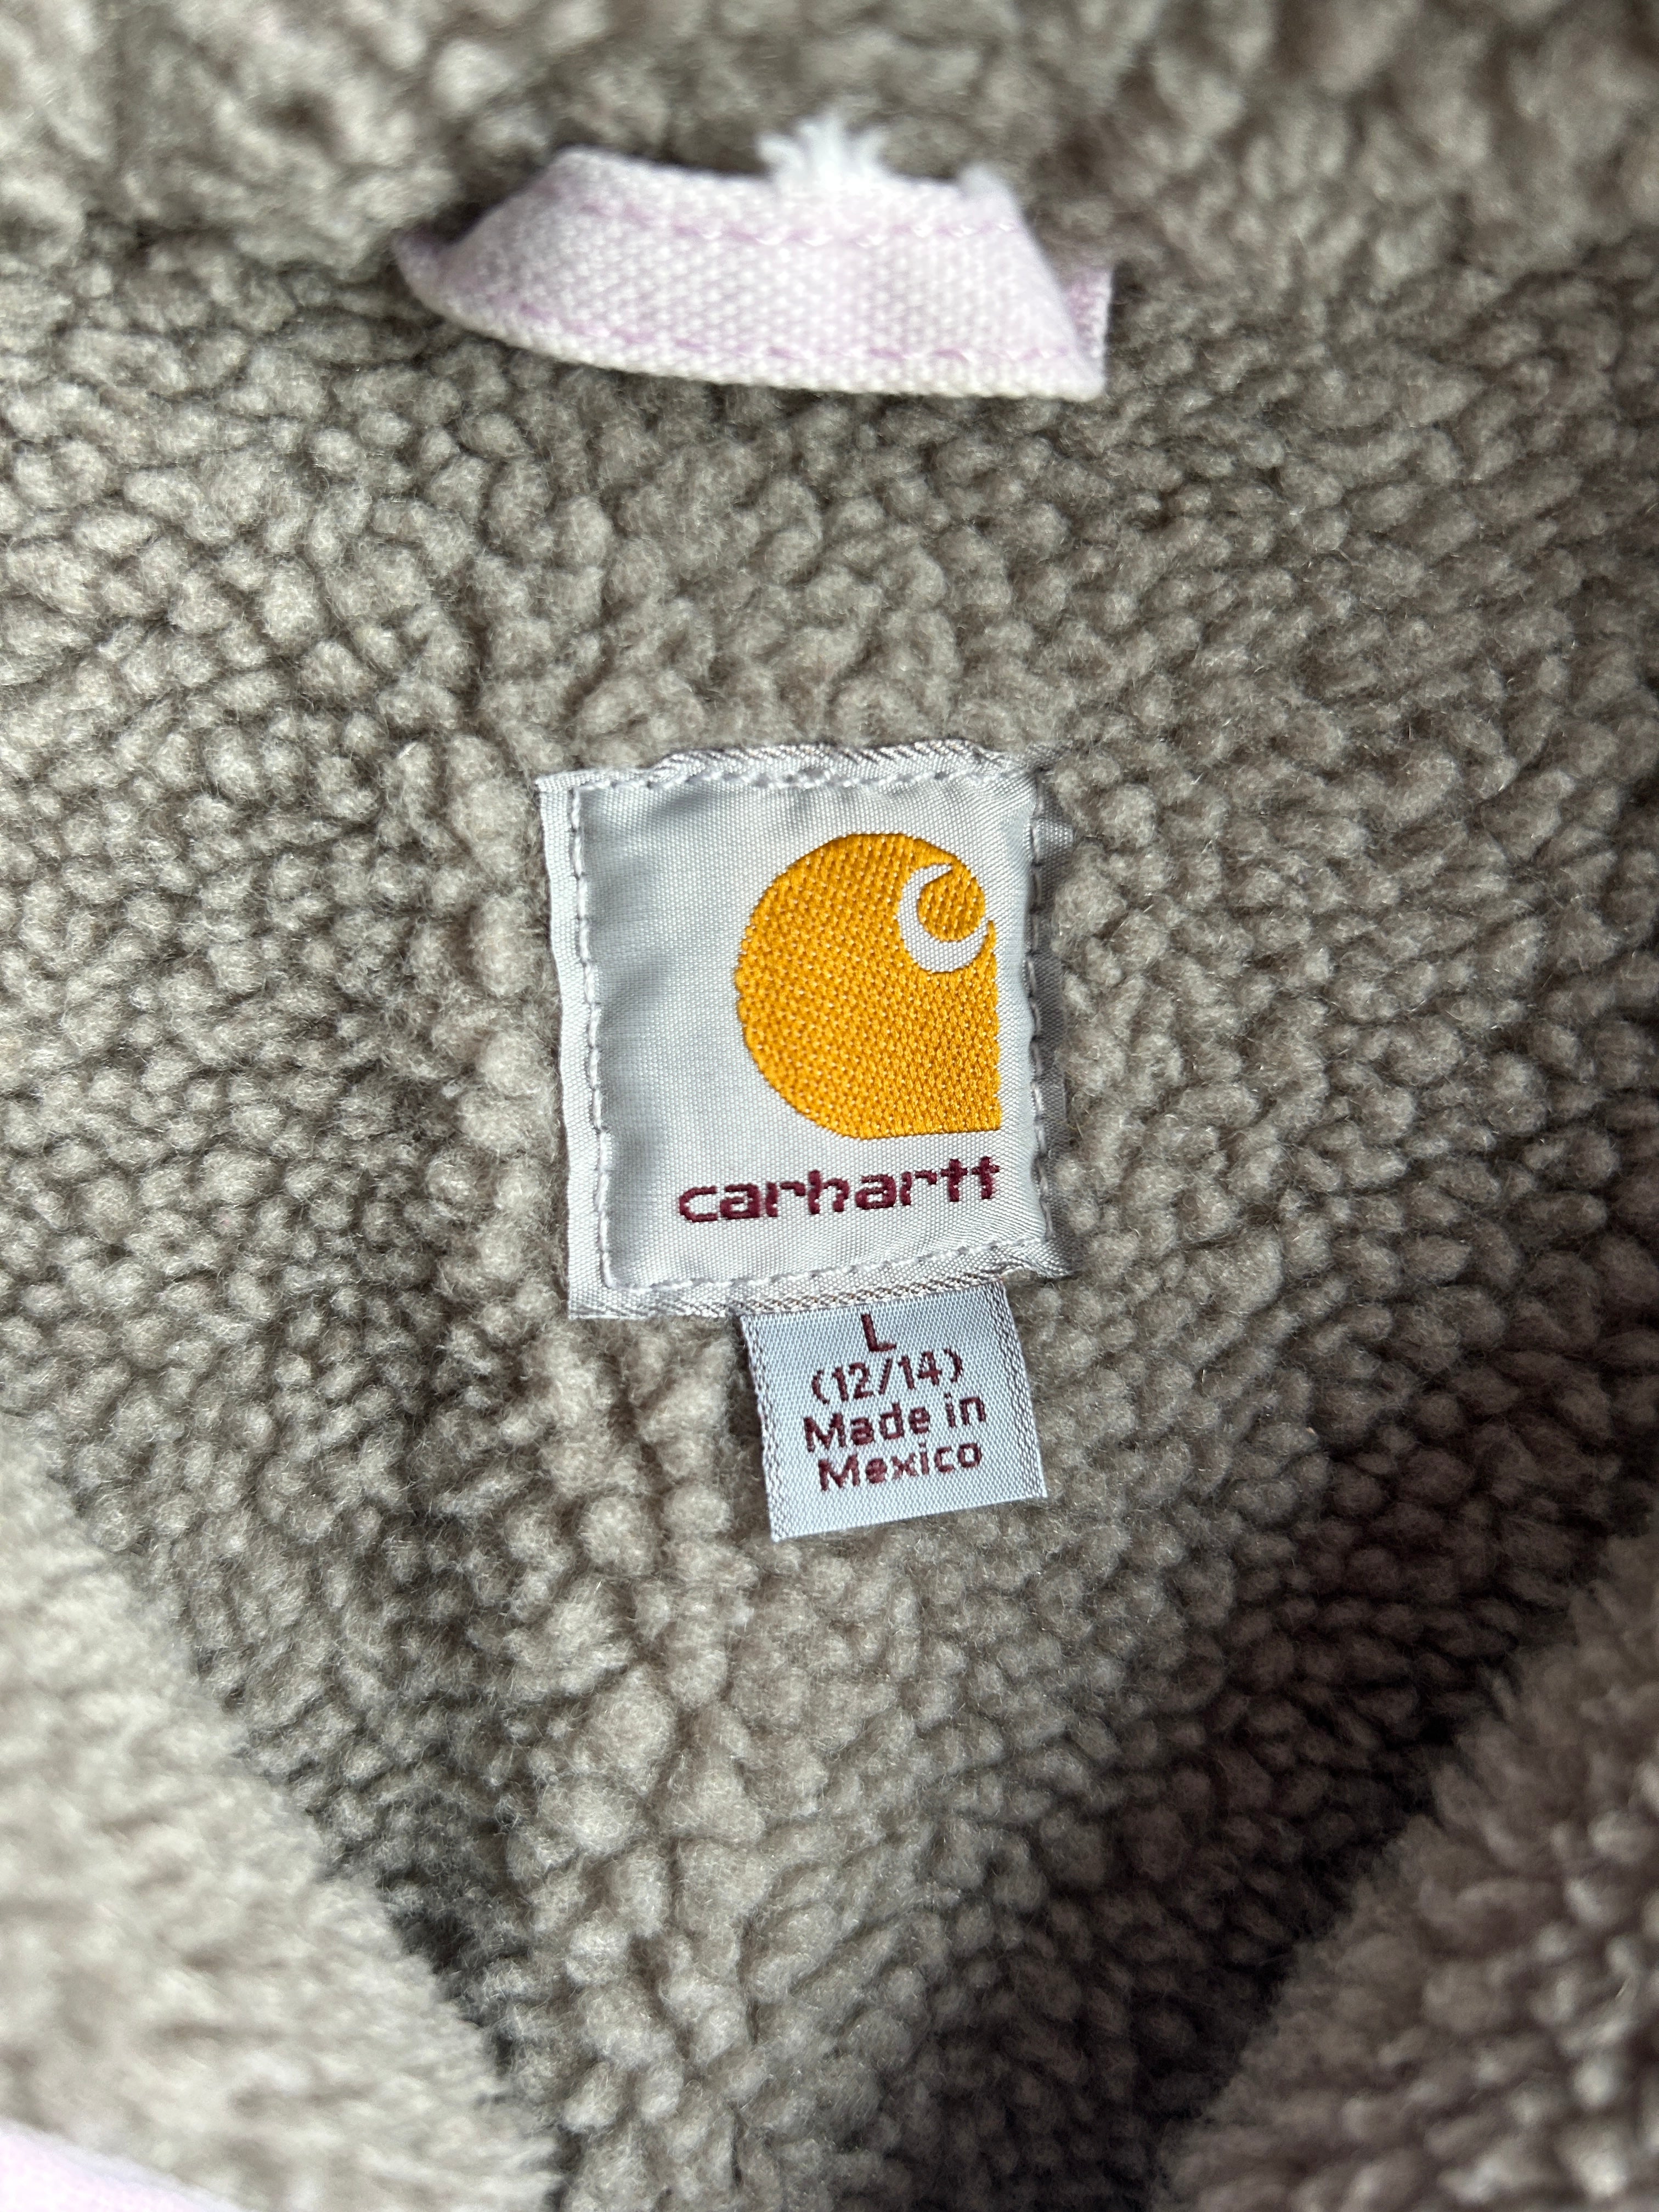 carhartt
L
(12/14)
Made in
Mexico